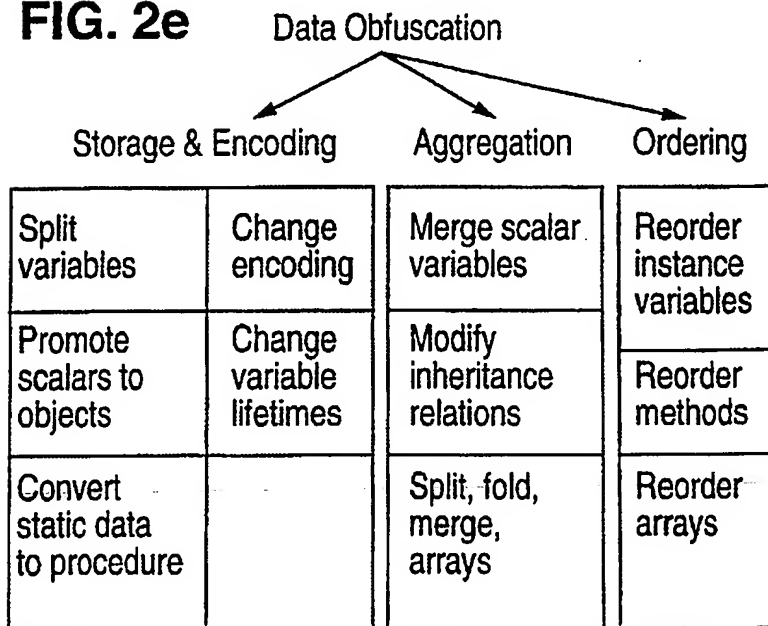 FIG. 2e
Data Obfuscation
Storage & Encoding
Aggregation
Ordering
Split
variables
Change
encoding
Merge scalar
variables
Reorder
instance
variables
Promote
scalars to
objects
Change
variable
lifetimes
Modify
inheritance
relations
Reorder
methods
Convert
static data
to procedure
Split, fold,
merge,
arrays
Reorder
arrays